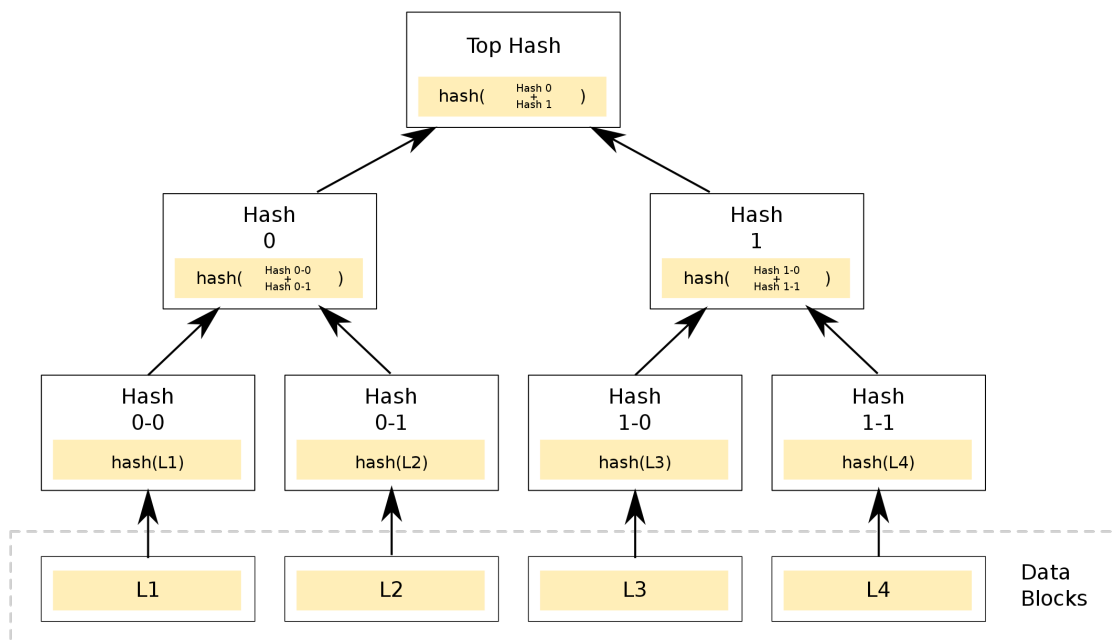 Top Hash
hash( Hash 0 + Hash 1 )
Hash
0
hash( Hash 0-0 + Hash 0-1 )
Hash
1
hash( Hash 1-0 + Hash 1-1 )
Hash
0-0
hash(L1)
Hash
0-1
hash(L2)
Hash
1-0
hash(L3)
Hash
1-1
hash(L4)
L1
L2
L3
L4
Data
Blocks